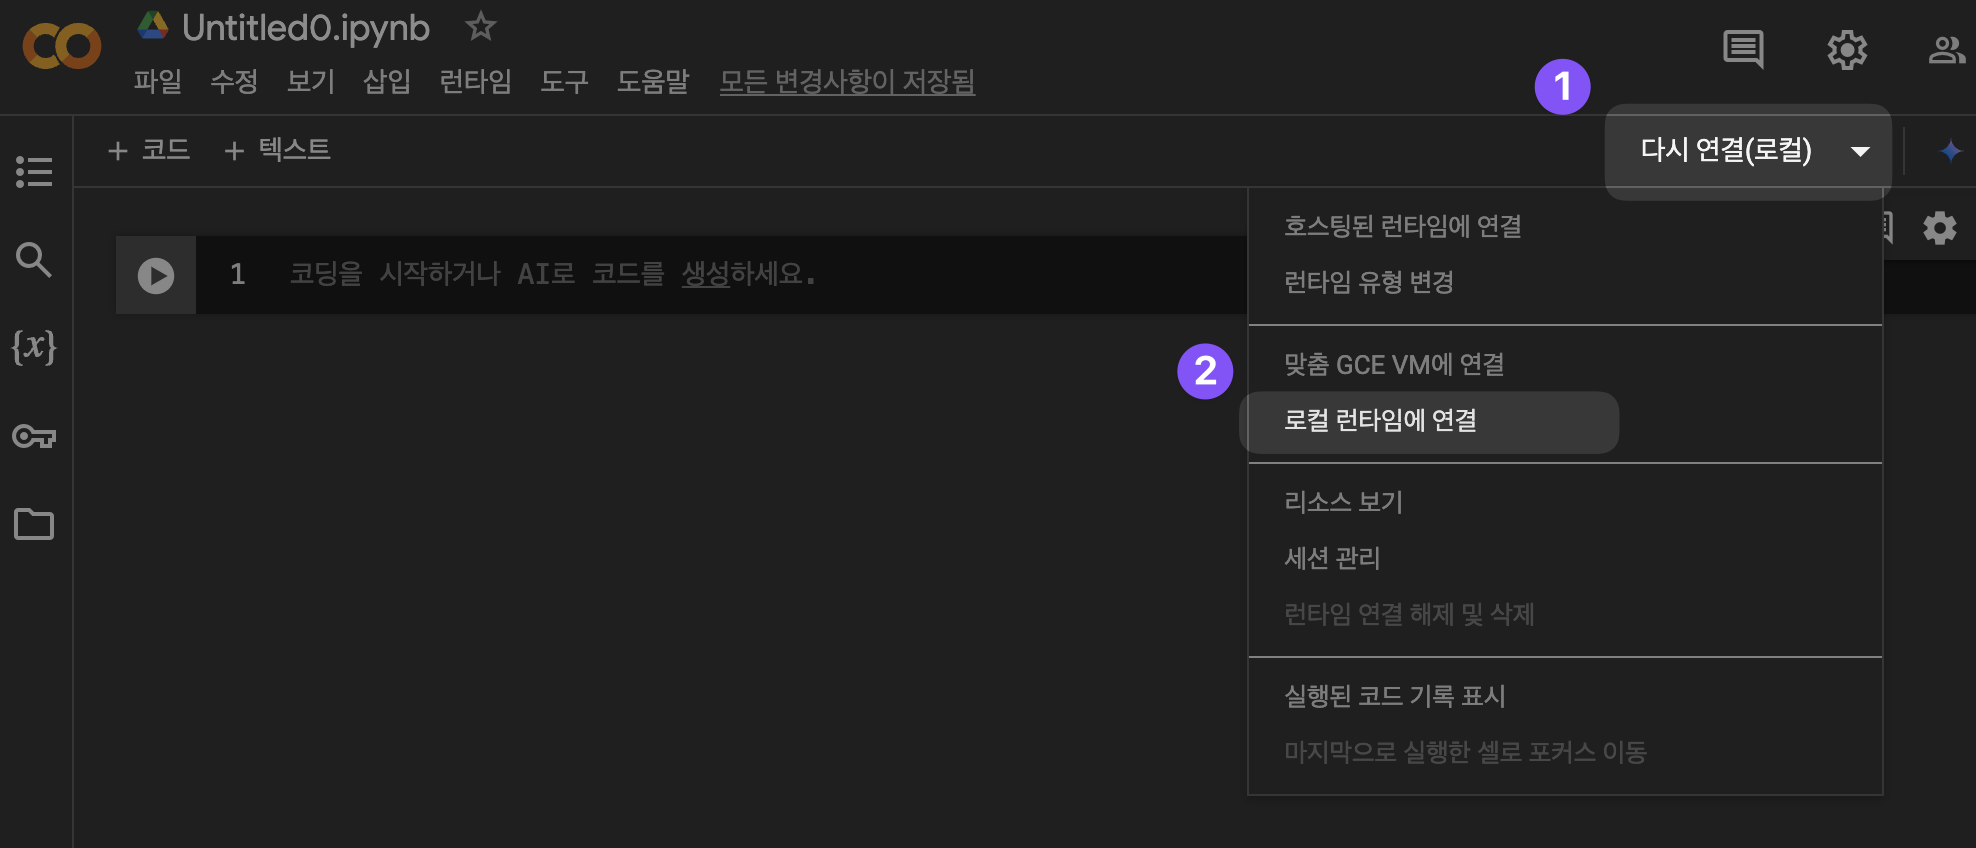 Untitled0.ipynb
파일 수정 보기 삽입 런타임 도구 도움말 모든 변경사항이 저장됨
1
+ 코드 + 텍스트
다시 연결(로컬)
호스팅된 런타임에 연결
런타임 유형 변경
1 코딩을 시작하거나 AI로 코드를 생성하세요.
맞춤 GCE VM에 연결
2
로컬 런타임에 연결
리소스 보기
세션 관리
런타임 연결 해제 및 삭제
실행된 코드 기록 표시
마지막으로 실행한 셀로 포커스 이동
{x}